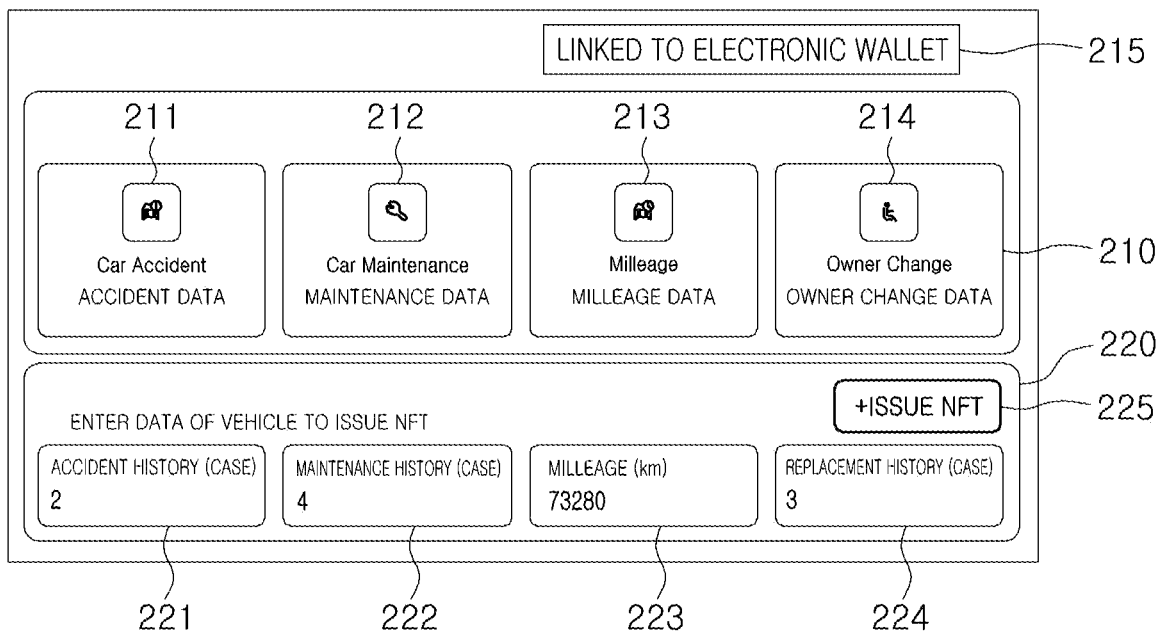 LINKED TO ELECTRONIC WALLET
215
211
212
213
214
Car Accident
ACCIDENT DATA
Car Maintenance
MAINTENANCE DATA
Milleage
MILLEAGE DATA
Owner Change
OWNER CHANGE DATA
210
220
+ISSUE NFT
225
ENTER DATA OF VEHICLE TO ISSUE NFT
ACCIDENT HISTORY (CASE)
2
MAINTENANCE HISTORY (CASE)
4
MILLEAGE (km)
73280
REPLACEMENT HISTORY (CASE)
3
221
222
223
224